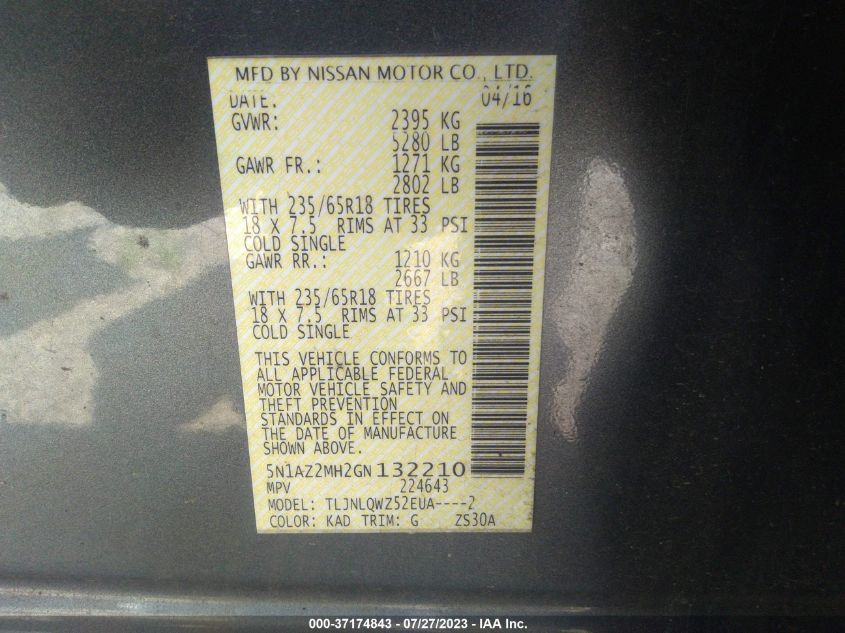 MFD BY NISSAN MOTOR CO., LTD.
DATE: 04/16
GVWR: 2395 KG
5280 LB
GAWR FR.: 1271 KG
2802 LB
WITH 235/65R18 TIRES
18 X 7.5 RIMS AT 33 PSI
COLD SINGLE
GAWR RR.: 1210 KG
2667 LB
WITH 235/65R18 TIRES
18 X 7.5 RIMS AT 33 PSI
COLD SINGLE
THIS VEHICLE CONFORMS TO
ALL APPLICABLE FEDERAL
MOTOR VEHICLE SAFETY AND
THEFT PREVENTION
STANDARDS IN EFFECT ON
THE DATE OF MANUFACTURE
SHOWN ABOVE.
5N1AZ2MH2GN132210
MPV 224643
MODEL: TLJNLQWZ52EUA----2
COLOR: KAD TRIM: G ZS30A
000-37174843 - 07/27/2023 - IAA Inc.